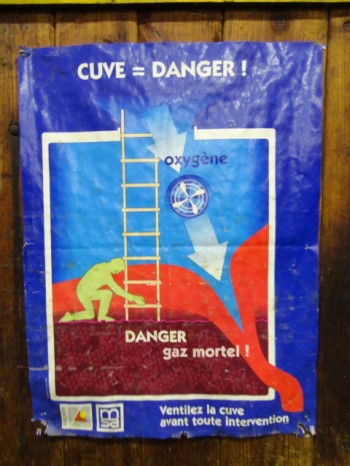 CUVE = DANGER !
oxygène
DANGER
gaz mortel !
Ventilez la cuve
avant toute intervention